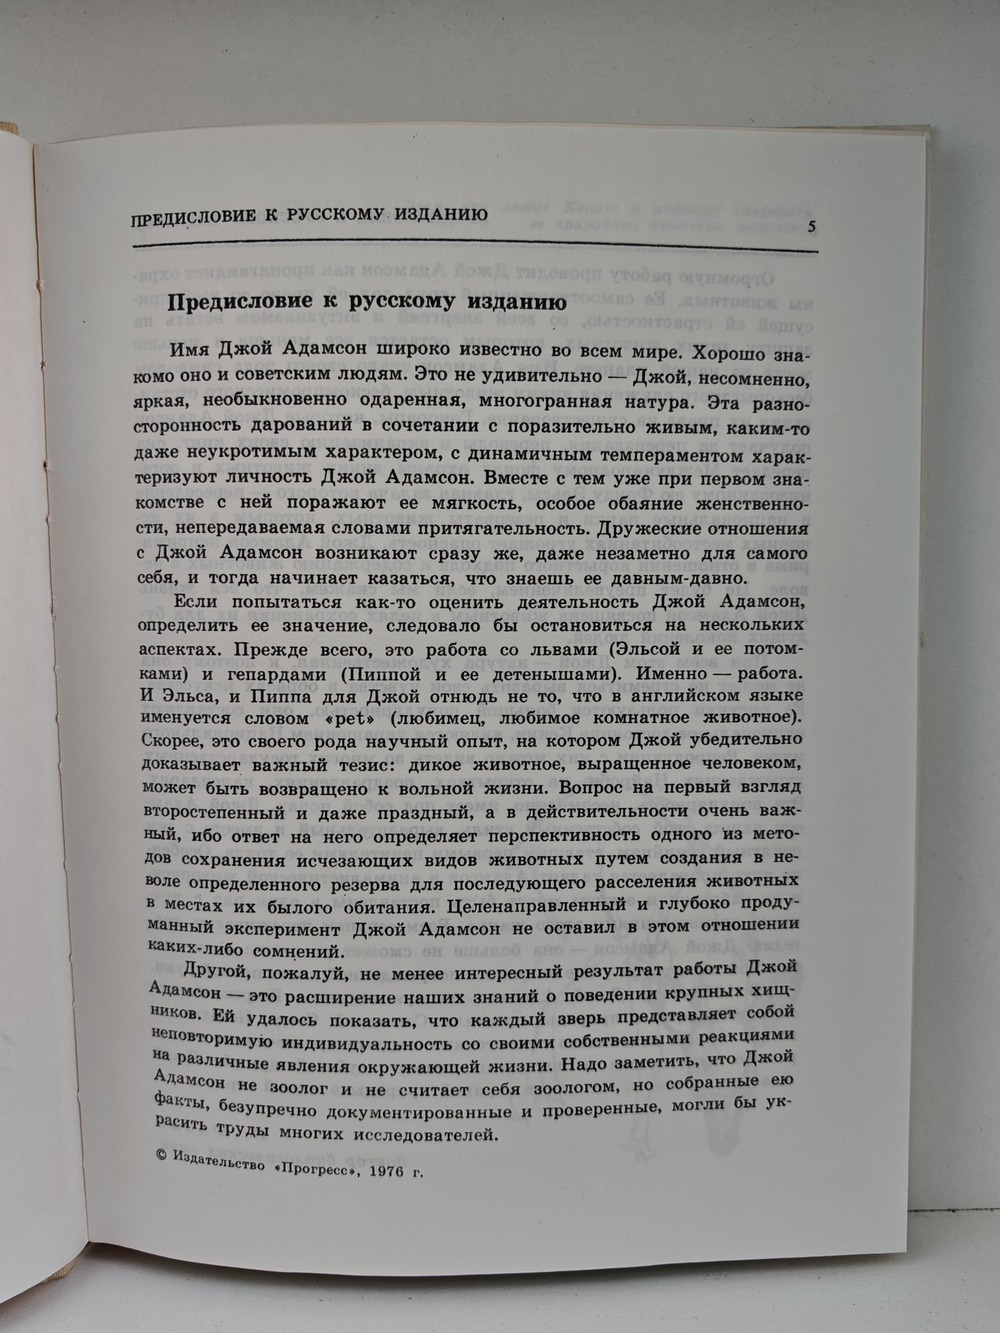 ПРЕДИСЛОВИЕ К РУССКОМУ ИЗДАНИЮ
5
Предисловие к русскому изданию
Имя Джой Адамсон широко известно во всем мире. Хорошо зна-
комо оно и советским людям. Это не удивительно — Джой, несомненно,
яркая, необыкновенно одаренная, многогранная натура. Эта разно-
сторонность дарований в сочетании с поразительно живым, каким-то
даже неукротимым характером, с динамичным темпераментом харак-
теризуют личность Джой Адамсон. Вместе с тем уже при первом зна-
комстве с ней поражают ее мягкость, особое обаяние женственно-
сти, непередаваемая словами притягательность. Дружеские отношения
с Джой Адамсон возникают сразу же, даже незаметно для самого
себя, и тогда начинает казаться, что знаешь ее давным-давно.
Если попытаться как-то оценить деятельность Джой Адамсон,
определить ее значение, следовало бы остановиться на нескольких
аспектах. Прежде всего, это работа со львами (Эльсой и ее потом-
ками) и гепардами (Пиппой и ее детенышами). Именно — работа.
И Эльса, и Пиппа для Джой отнюдь не то, что в английском языке
именуется словом «pet» (любимец, любимое комнатное животное).
Скорее, это своего рода научный опыт, на котором Джой убедительно
доказывает важный тезис: дикое животное, выращенное человеком,
может быть возвращено к вольной жизни. Вопрос на первый взгляд
второстепенный и даже праздный, а в действительности очень важ-
ный, ибо ответ на него определяет перспективность одного из мето-
дов сохранения исчезающих видов животных путем создания в не-
воле определенного резерва для последующего расселения животных
в местах их былого обитания. Целенаправленный и глубоко проду-
манный эксперимент Джой Адамсон не оставил в этом отношении
каких-либо сомнений.
Другой, пожалуй, не менее интересный результат работы Джой
Адамсон — это расширение наших знаний о поведении крупных хищ-
ников. Ей удалось показать, что каждый зверь представляет собой
неповторимую индивидуальность со своими собственными реакциями
на различные явления окружающей жизни. Надо заметить, что Джой
Адамсон не зоолог и не считает себя зоологом, но собранные ею
факты, безупречно документированные и проверенные, могли бы ук-
расить труды многих исследователей.
© Издательство «Прогресс», 1976 г.